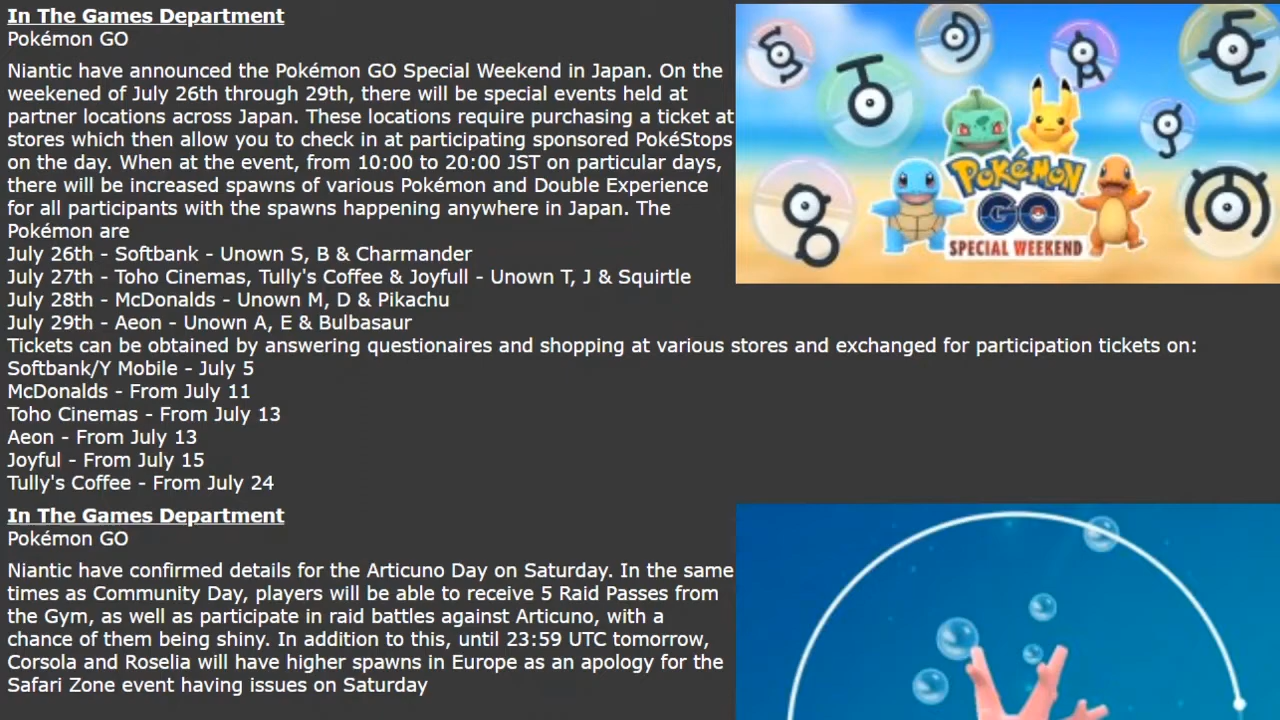 In The Games Department
Pokémon GO
Niantic have announced the Pokémon GO Special Weekend in Japan. On the
weekened of July 26th through 29th, there will be special events held at
partner locations across Japan. These locations require purchasing a ticket at
stores which then allow you to check in at participating sponsored PokéStops
on the day. When at the event, from 10:00 to 20:00 JST on particular days,
there will be increased spawns of various Pokémon and Double Experience
for all participants with the spawns happening anywhere in Japan. The
Pokémon are
July 26th - Softbank - Unown S, B & Charmander
July 27th - Toho Cinemas, Tully's Coffee & Joyfull - Unown T, J & Squirtle
July 28th - McDonalds - Unown M, D & Pikachu
July 29th - Aeon - Unown A, E & Bulbasaur
Tickets can be obtained by answering questionaires and shopping at various stores and exchanged for participation tickets on:
Softbank/Y Mobile - July 5
McDonalds - From July 11
Toho Cinemas - From July 13
Aeon - From July 13
Joyful - From July 15
Tully's Coffee - From July 24
POKéMON
GO
SPECIAL WEEKEND
In The Games Department
Pokémon GO
Niantic have confirmed details for the Articuno Day on Saturday. In the same
times as Community Day, players will be able to receive 5 Raid Passes from
the Gym, as well as participate in raid battles against Articuno, with a
chance of them being shiny. In addition to this, until 23:59 UTC tomorrow,
Corsola and Roselia will have higher spawns in Europe as an apology for the
Safari Zone event having issues on Saturday